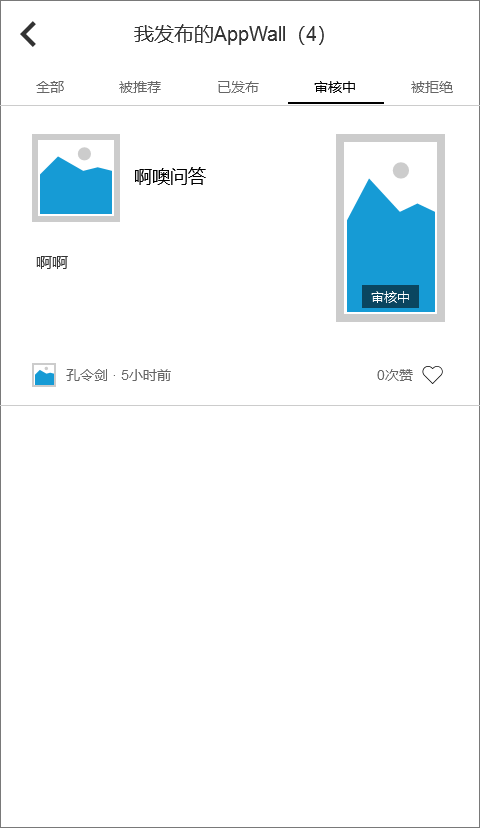 我发布的AppWall（4）
全部 被推荐 已发布 审核中 被拒绝
啊噢问答
啊啊
审核中
孔令剑 · 5小时前 0次赞